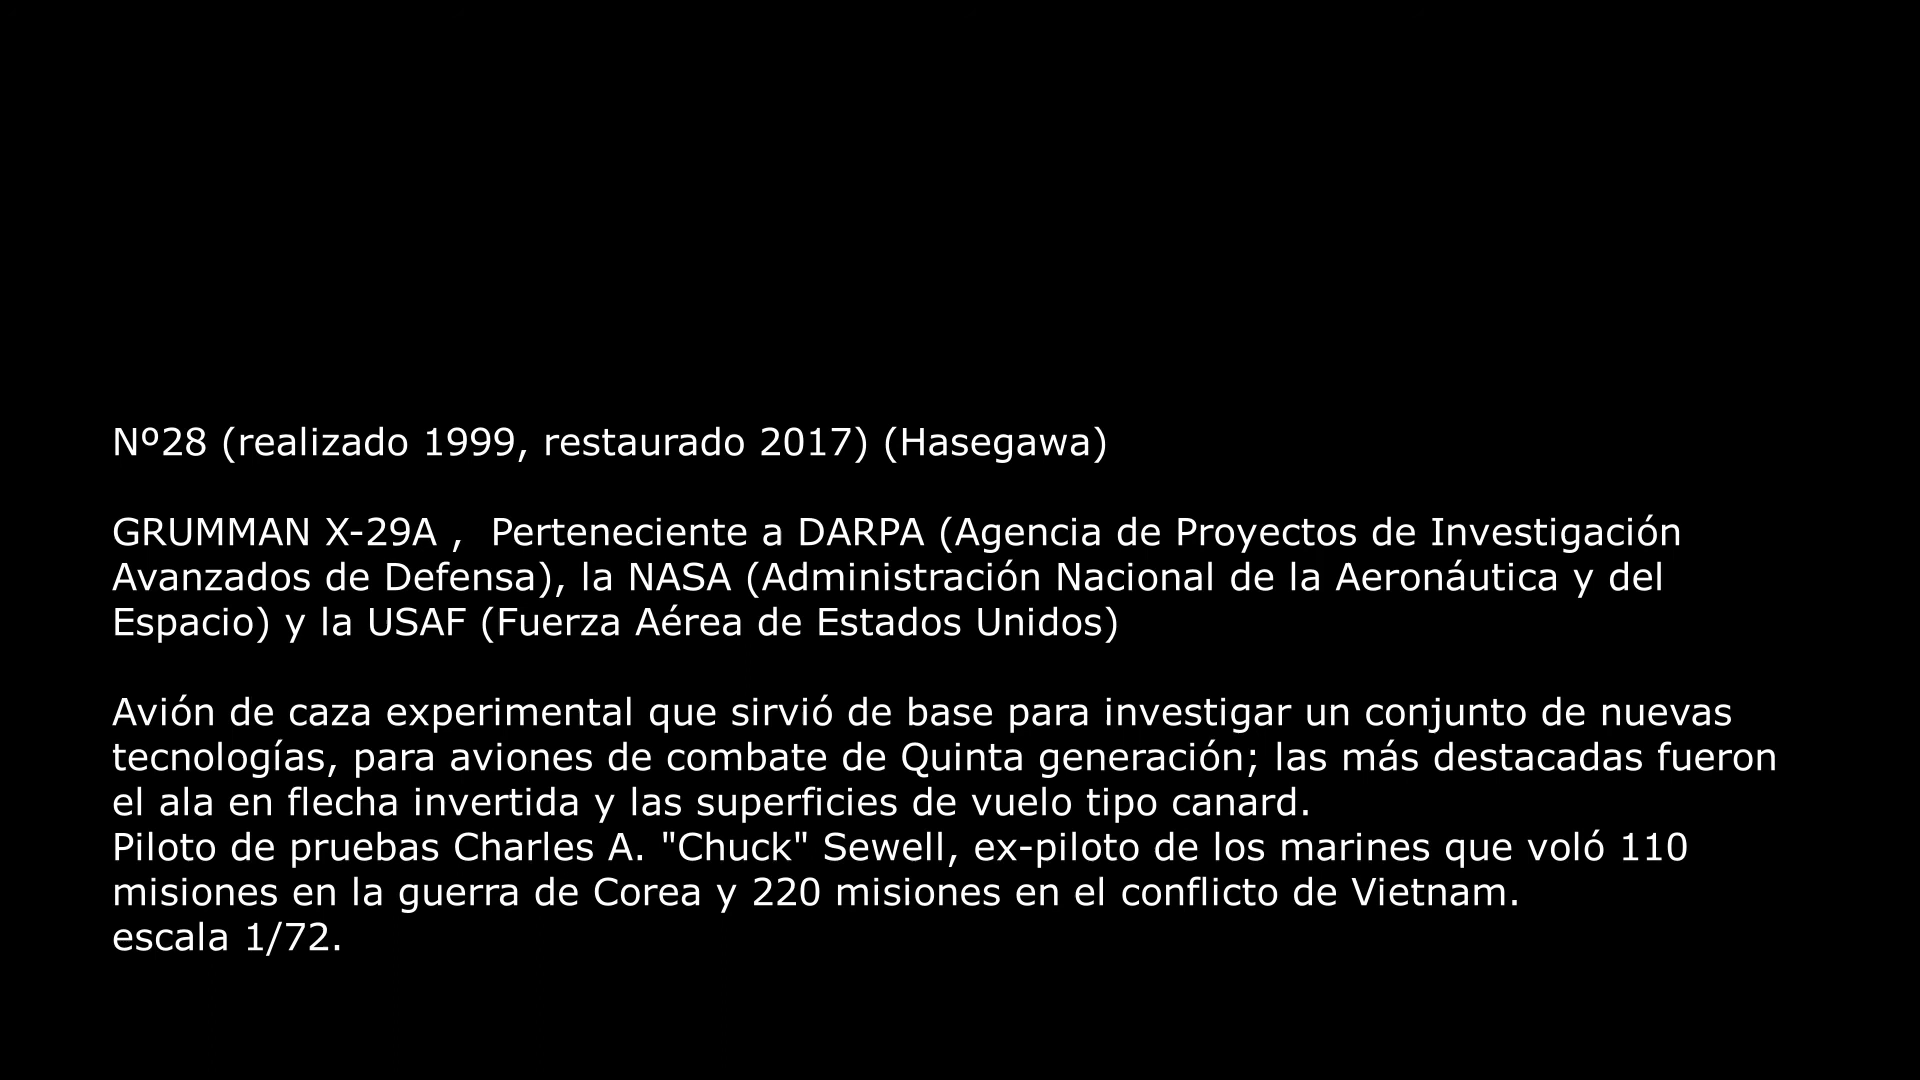 Nº28 (realizado 1999, restaurado 2017) (Hasegawa)
GRUMMAN X-29A ,  Perteneciente a DARPA (Agencia de Proyectos de Investigación
Avanzados de Defensa), la NASA (Administración Nacional de la Aeronáutica y del
Espacio) y la USAF (Fuerza Aérea de Estados Unidos)
Avión de caza experimental que sirvió de base para investigar un conjunto de nuevas
tecnologías, para aviones de combate de Quinta generación; las más destacadas fueron
el ala en flecha invertida y las superficies de vuelo tipo canard.
Piloto de pruebas Charles A. "Chuck" Sewell, ex-piloto de los marines que voló 110
misiones en la guerra de Corea y 220 misiones en el conflicto de Vietnam.
escala 1/72.